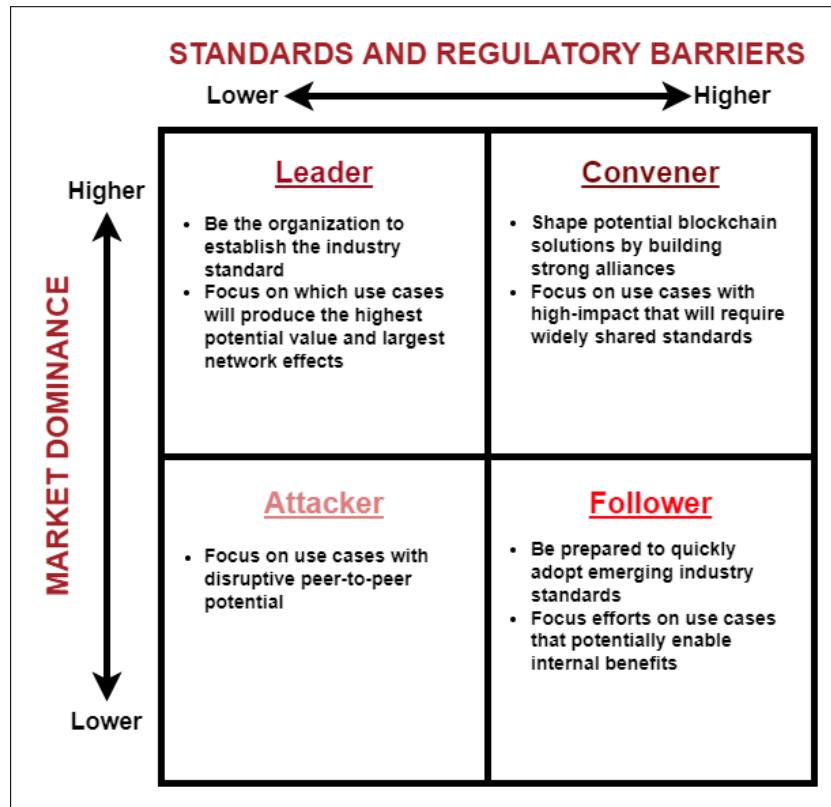 STANDARDS AND REGULATORY BARRIERS
Lower
Higher
Higher
MARKET DOMINANCE
Lower
Leader
• Be the organization to
establish the industry
standard
• Focus on which use cases
will produce the highest
potential value and largest
network effects
Convener
• Shape potential blockchain
solutions by building
strong alliances
• Focus on use cases with
high-impact that will require
widely shared standards
Attacker
• Focus on use cases with
disruptive peer-to-peer
potential
Follower
• Be prepared to quickly
adopt emerging industry
standards
• Focus efforts on use cases
that potentially enable
internal benefits